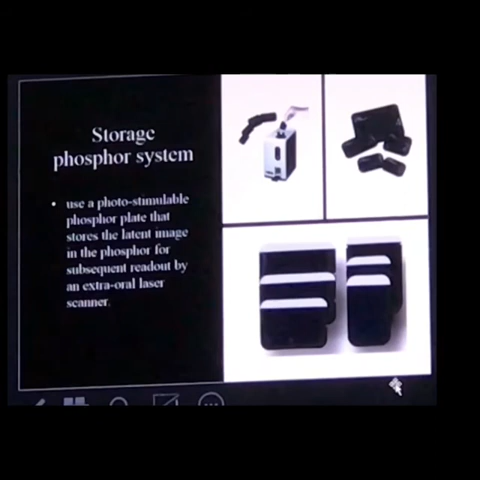 Storage
phosphor system
• use a photo-stimulable
phosphor plate that
stores the latent image
in the phosphor for
subsequent readout by
an extra-oral laser
scanner.